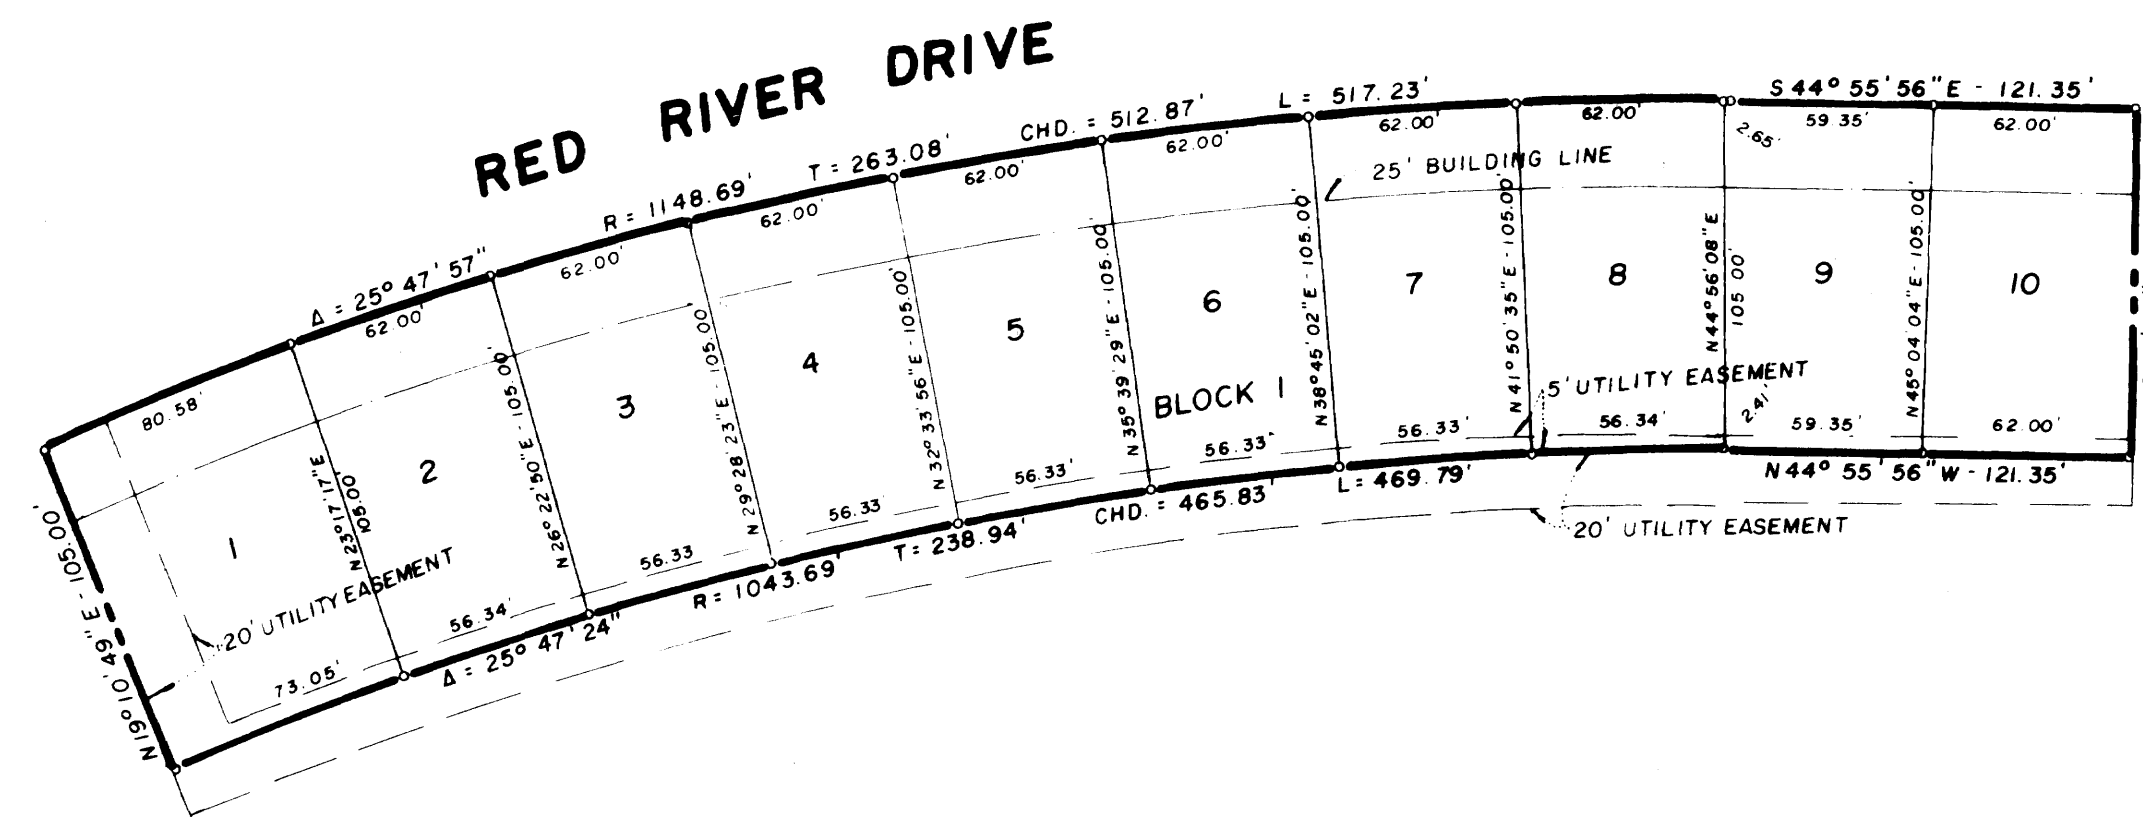 RED RIVER DRIVE
Δ = 25° 47' 57"
R = 1148.69'
T = 263.08'
CHD. = 512.87'
L = 517.23'
S 44° 55' 56" E - 121.35'
80.58'
62.00'
62.00'
62.00'
62.00'
62.00'
62.00'
62.00'
2.65'
59.35'
62.00'
25' BUILDING LINE
N 19° 10' 49" E - 105.00'
N 23° 17' 17" E
105.00'
N 26° 22' 50" E - 105.00'
N 29° 28' 23" E - 105.00'
N 32° 33' 56" E - 105.00'
N 35° 39' 29" E - 105.00'
N 38° 45' 02" E - 105.00'
N 41° 50' 35" E - 105.00'
N 44° 56' 08" E
105.00'
N 45° 04' 04" E - 105.00'
1
2
3
4
5
6
7
8
9
10
BLOCK 1
20' UTILITY EASEMENT
5' UTILITY EASEMENT
73.05'
56.34'
56.33
56.33
56.33'
56.33'
56.33'
56.34'
2.41'
59.35'
62.00'
Δ = 25° 47' 24"
R = 1043.69'
T = 238.94'
CHD. = 465.83'
L = 469.79'
N 44° 55' 56" W - 121.35'
20' UTILITY EASEMENT